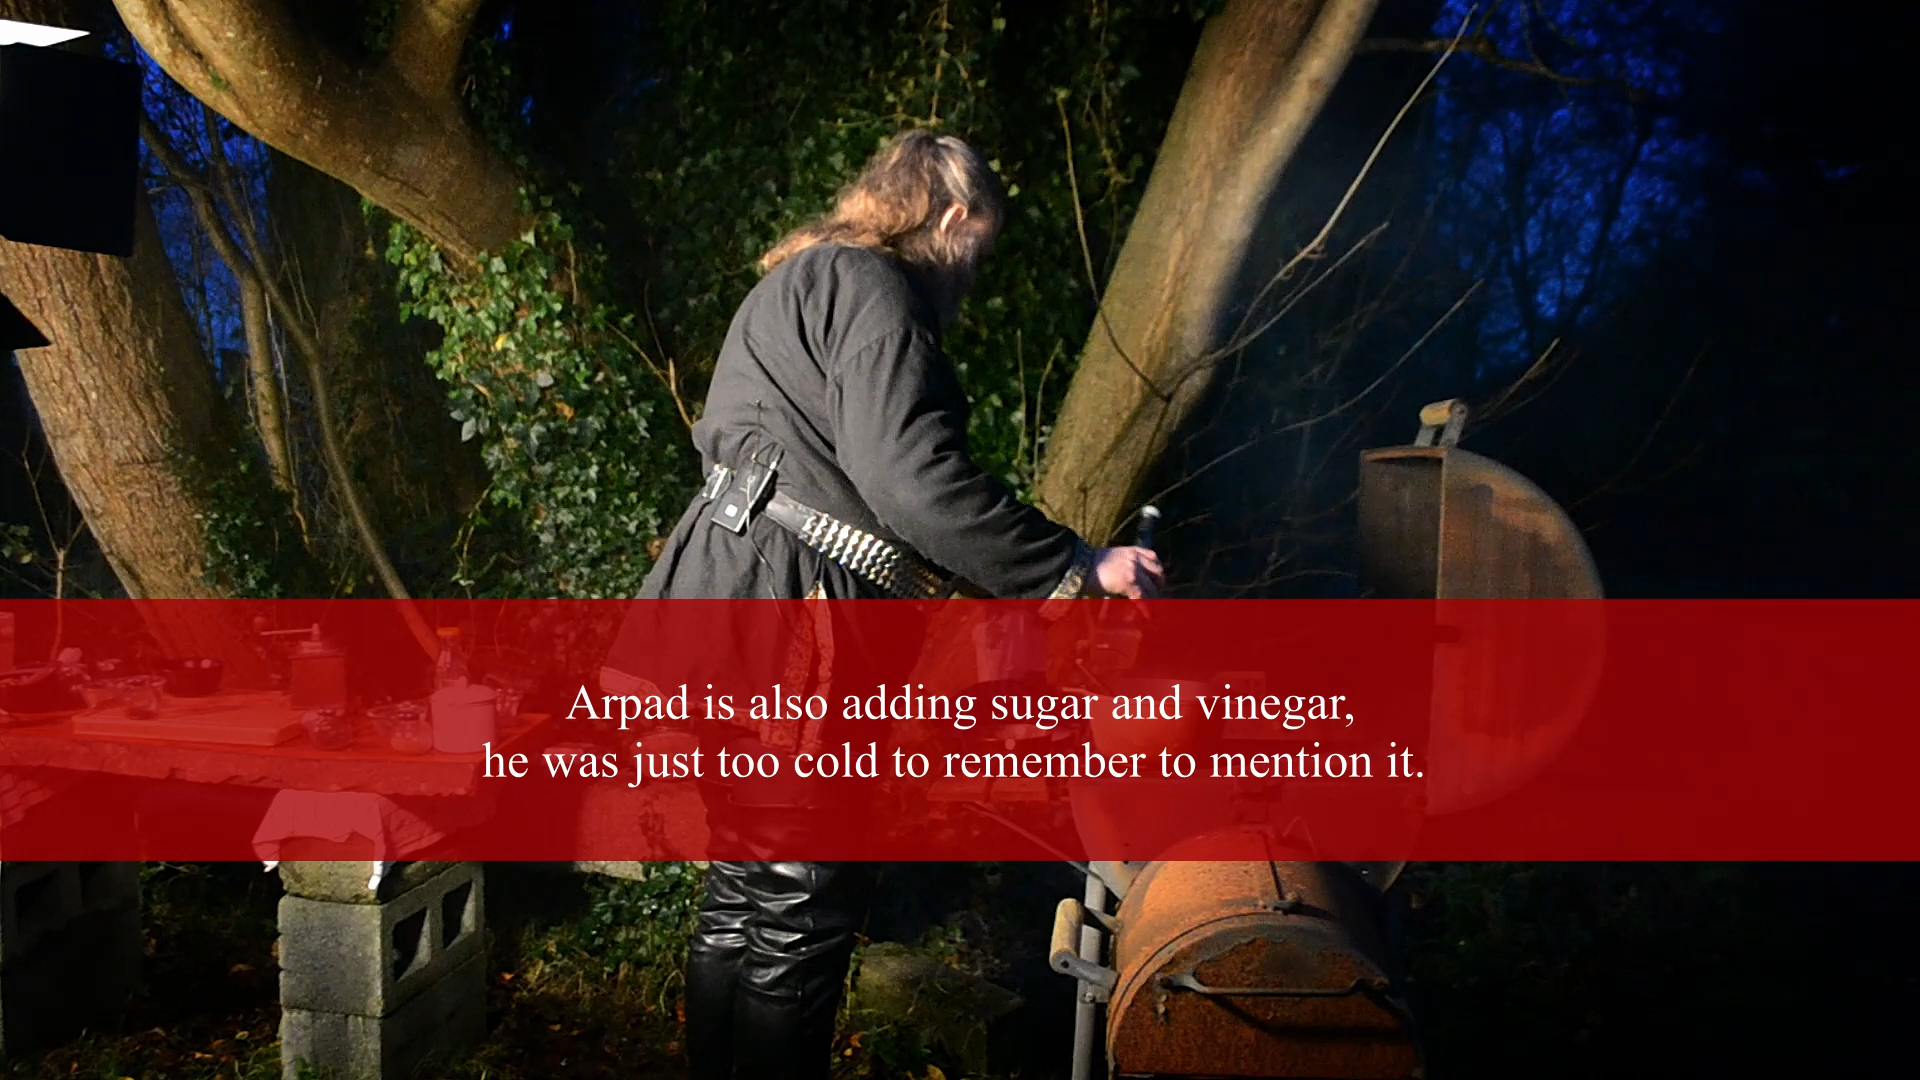 Arpad is also adding sugar and vinegar,
he was just too cold to remember to mention it.